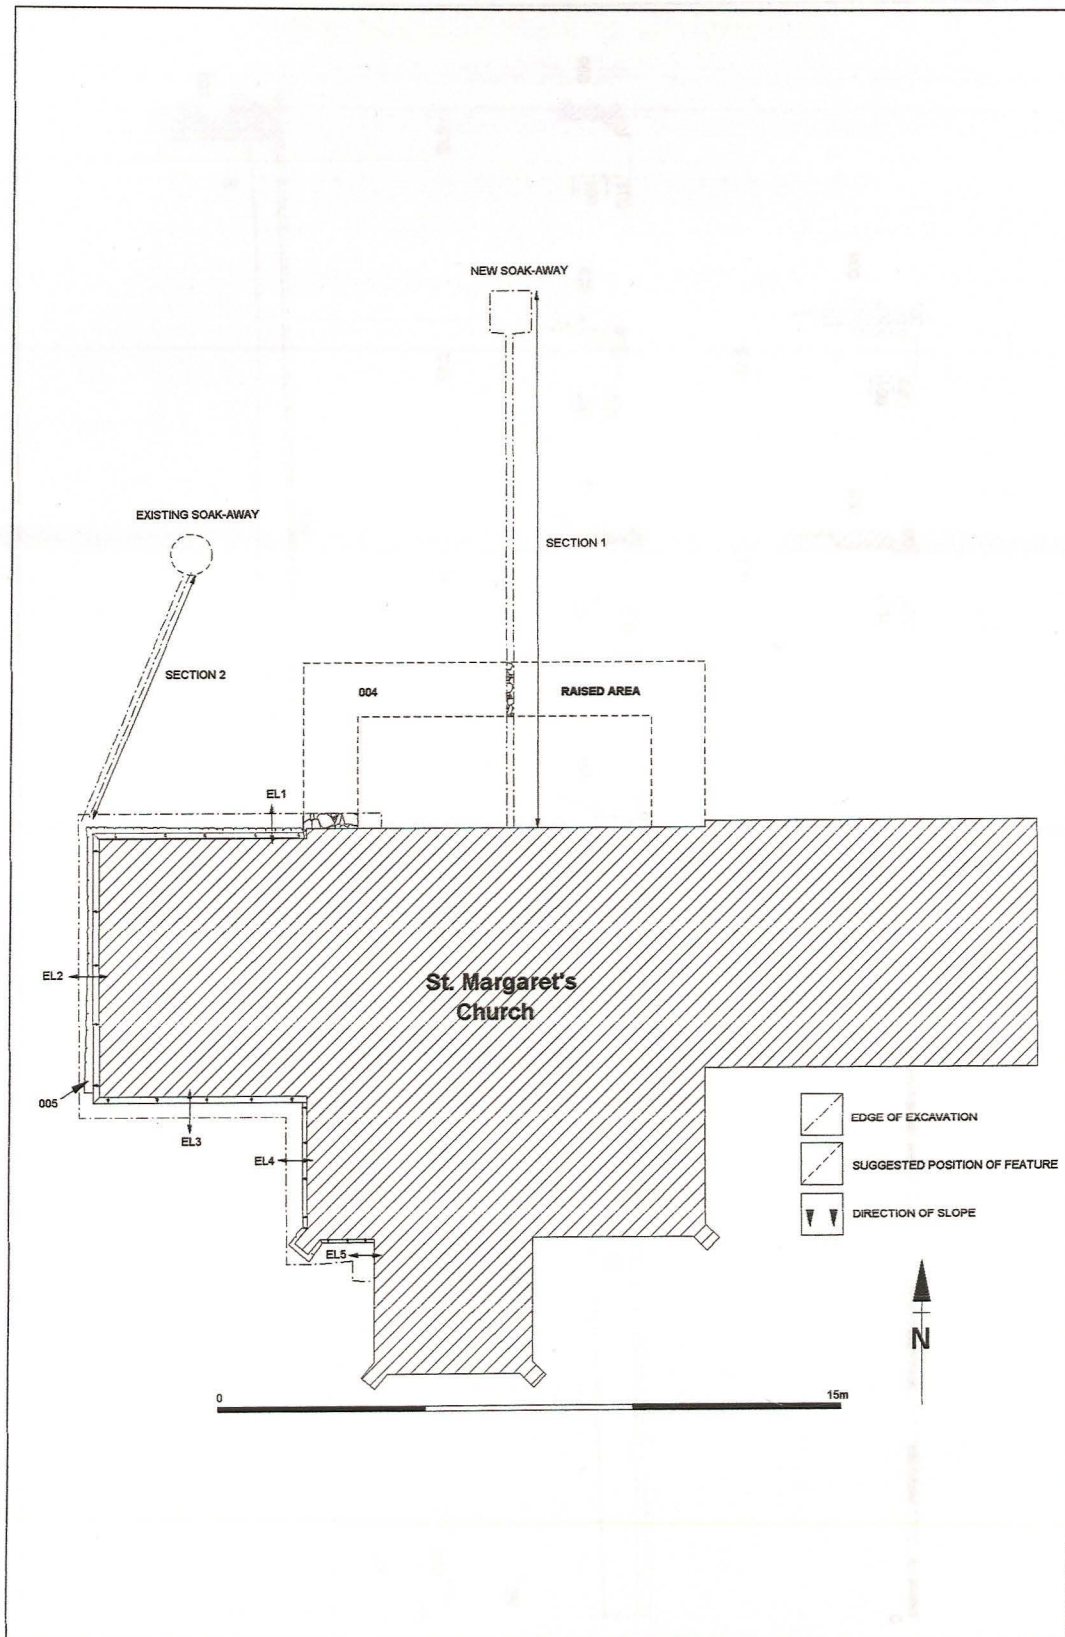 NEW SOAK-AWAY
EXISTING SOAK-AWAY
SECTION 1
SECTION 2
004
RAISED AREA
EL1
EL2
St. Margaret's
Church
005
EL3
EL4
EL5
EDGE OF EXCAVATION
SUGGESTED POSITION OF FEATURE
DIRECTION OF SLOPE
N
0
15m